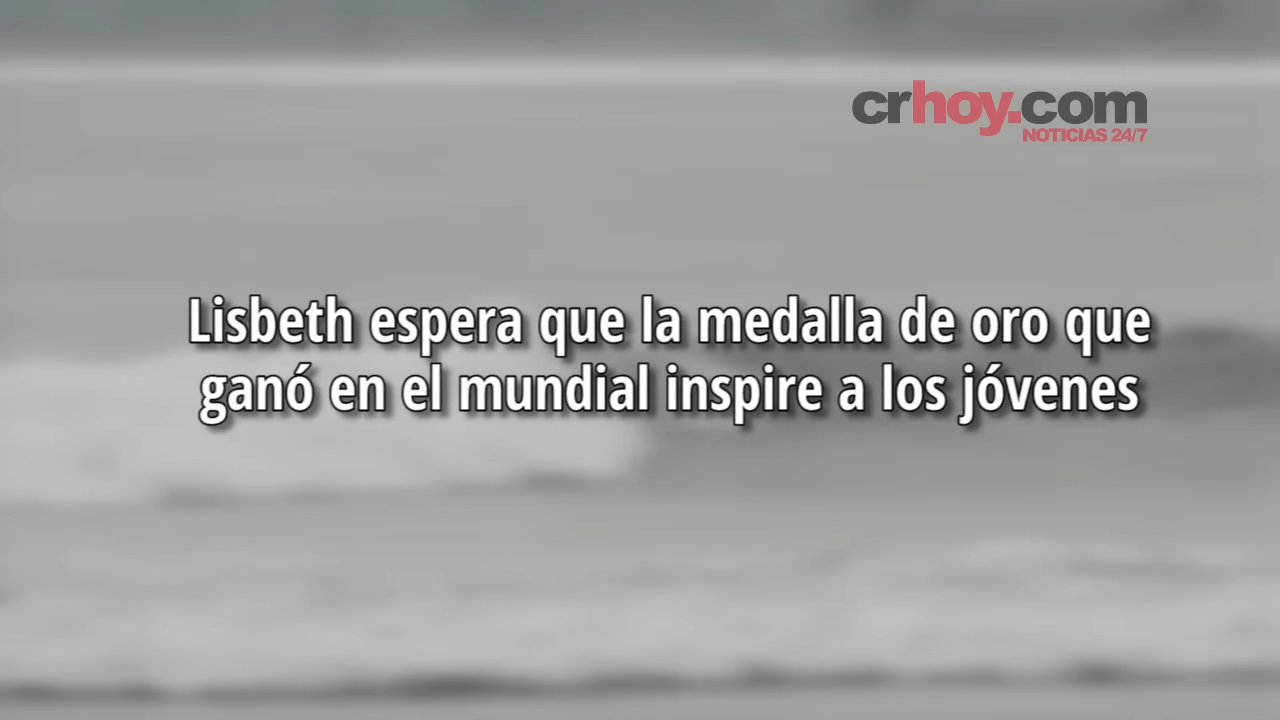 crhoy.com
NOTICIAS 24/7
Lisbeth espera que la medalla de oro que
ganó en el mundial inspire a los jóvenes